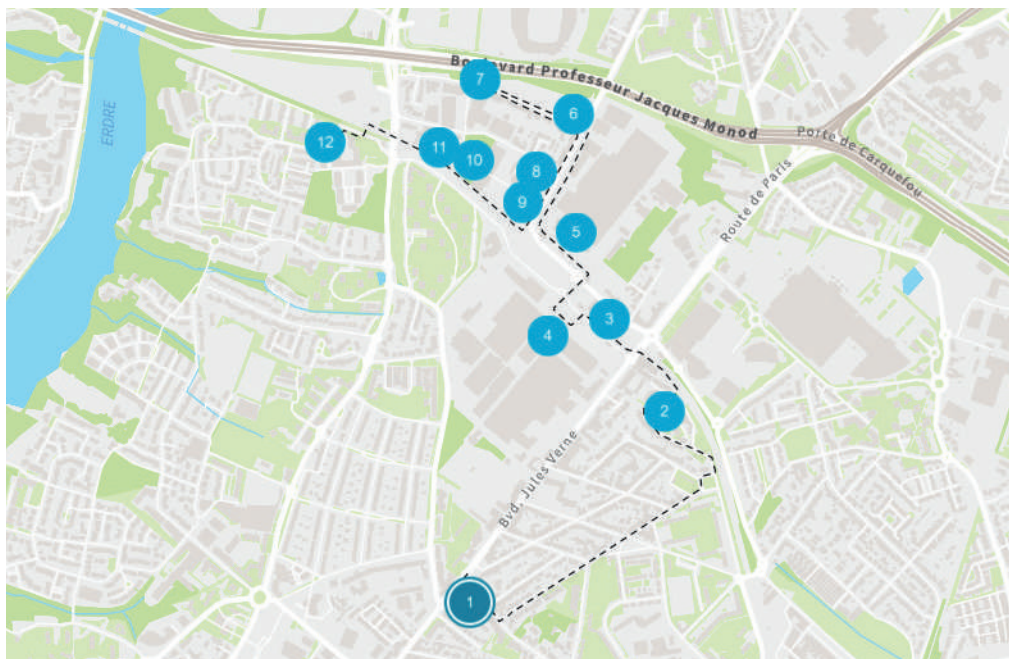 Boulevard Professeur Jacques Monod
7
6
ERDRE
Porte de Carquefou
12
11
10
8
Route de Paris
9
5
3
4
2
Bvd. Jules Verne
1